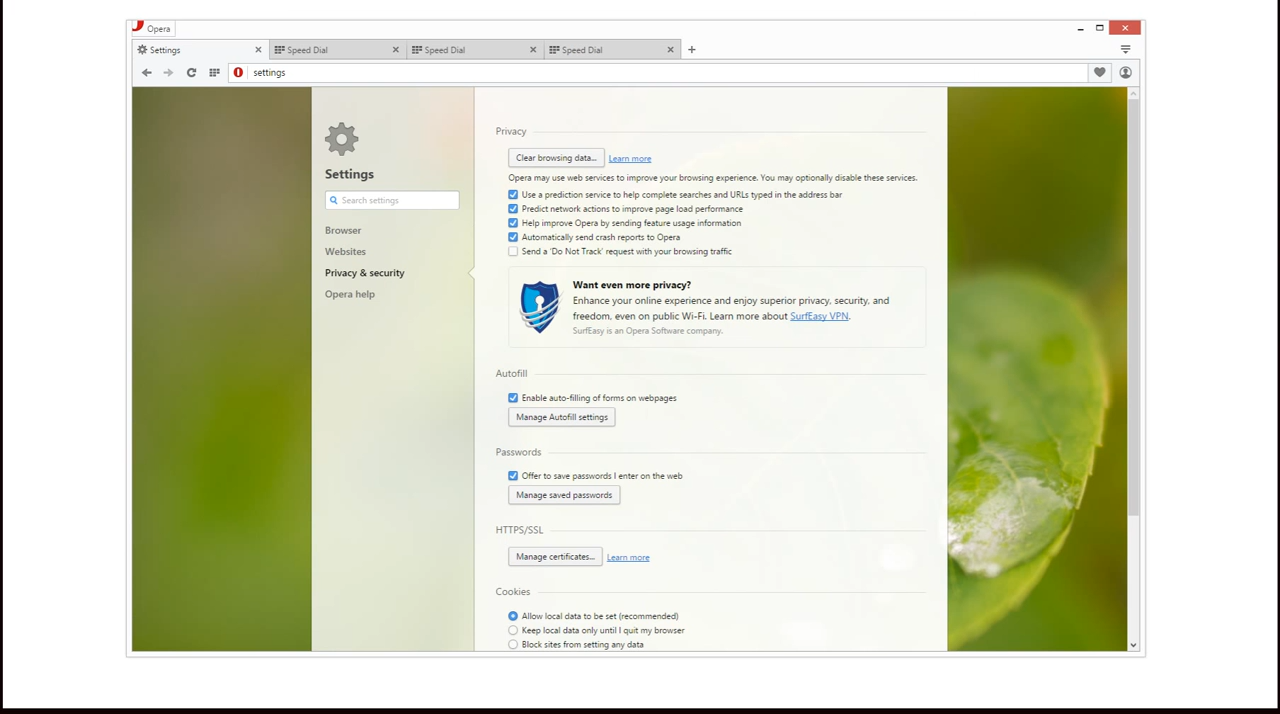 Opera
Settings
Speed Dial
Speed Dial
Speed Dial
settings
Settings
Search settings
Browser
Websites
Privacy & security
Opera help
Privacy
Clear browsing data... Learn more
Opera may use web services to improve your browsing experience. You may optionally disable these services.
Use a prediction service to help complete searches and URLs typed in the address bar
Predict network actions to improve page load performance
Help improve Opera by sending feature usage information
Automatically send crash reports to Opera
Send a 'Do Not Track' request with your browsing traffic
Want even more privacy?
Enhance your online experience and enjoy superior privacy, security, and
freedom, even on public Wi-Fi. Learn more about SurfEasy VPN.
SurfEasy is an Opera Software company.
Autofill
Enable auto-filling of forms on webpages
Manage Autofill settings
Passwords
Offer to save passwords I enter on the web
Manage saved passwords
HTTPS/SSL
Manage certificates... Learn more
Cookies
Allow local data to be set (recommended)
Keep local data only until I quit my browser
Block sites from setting any data